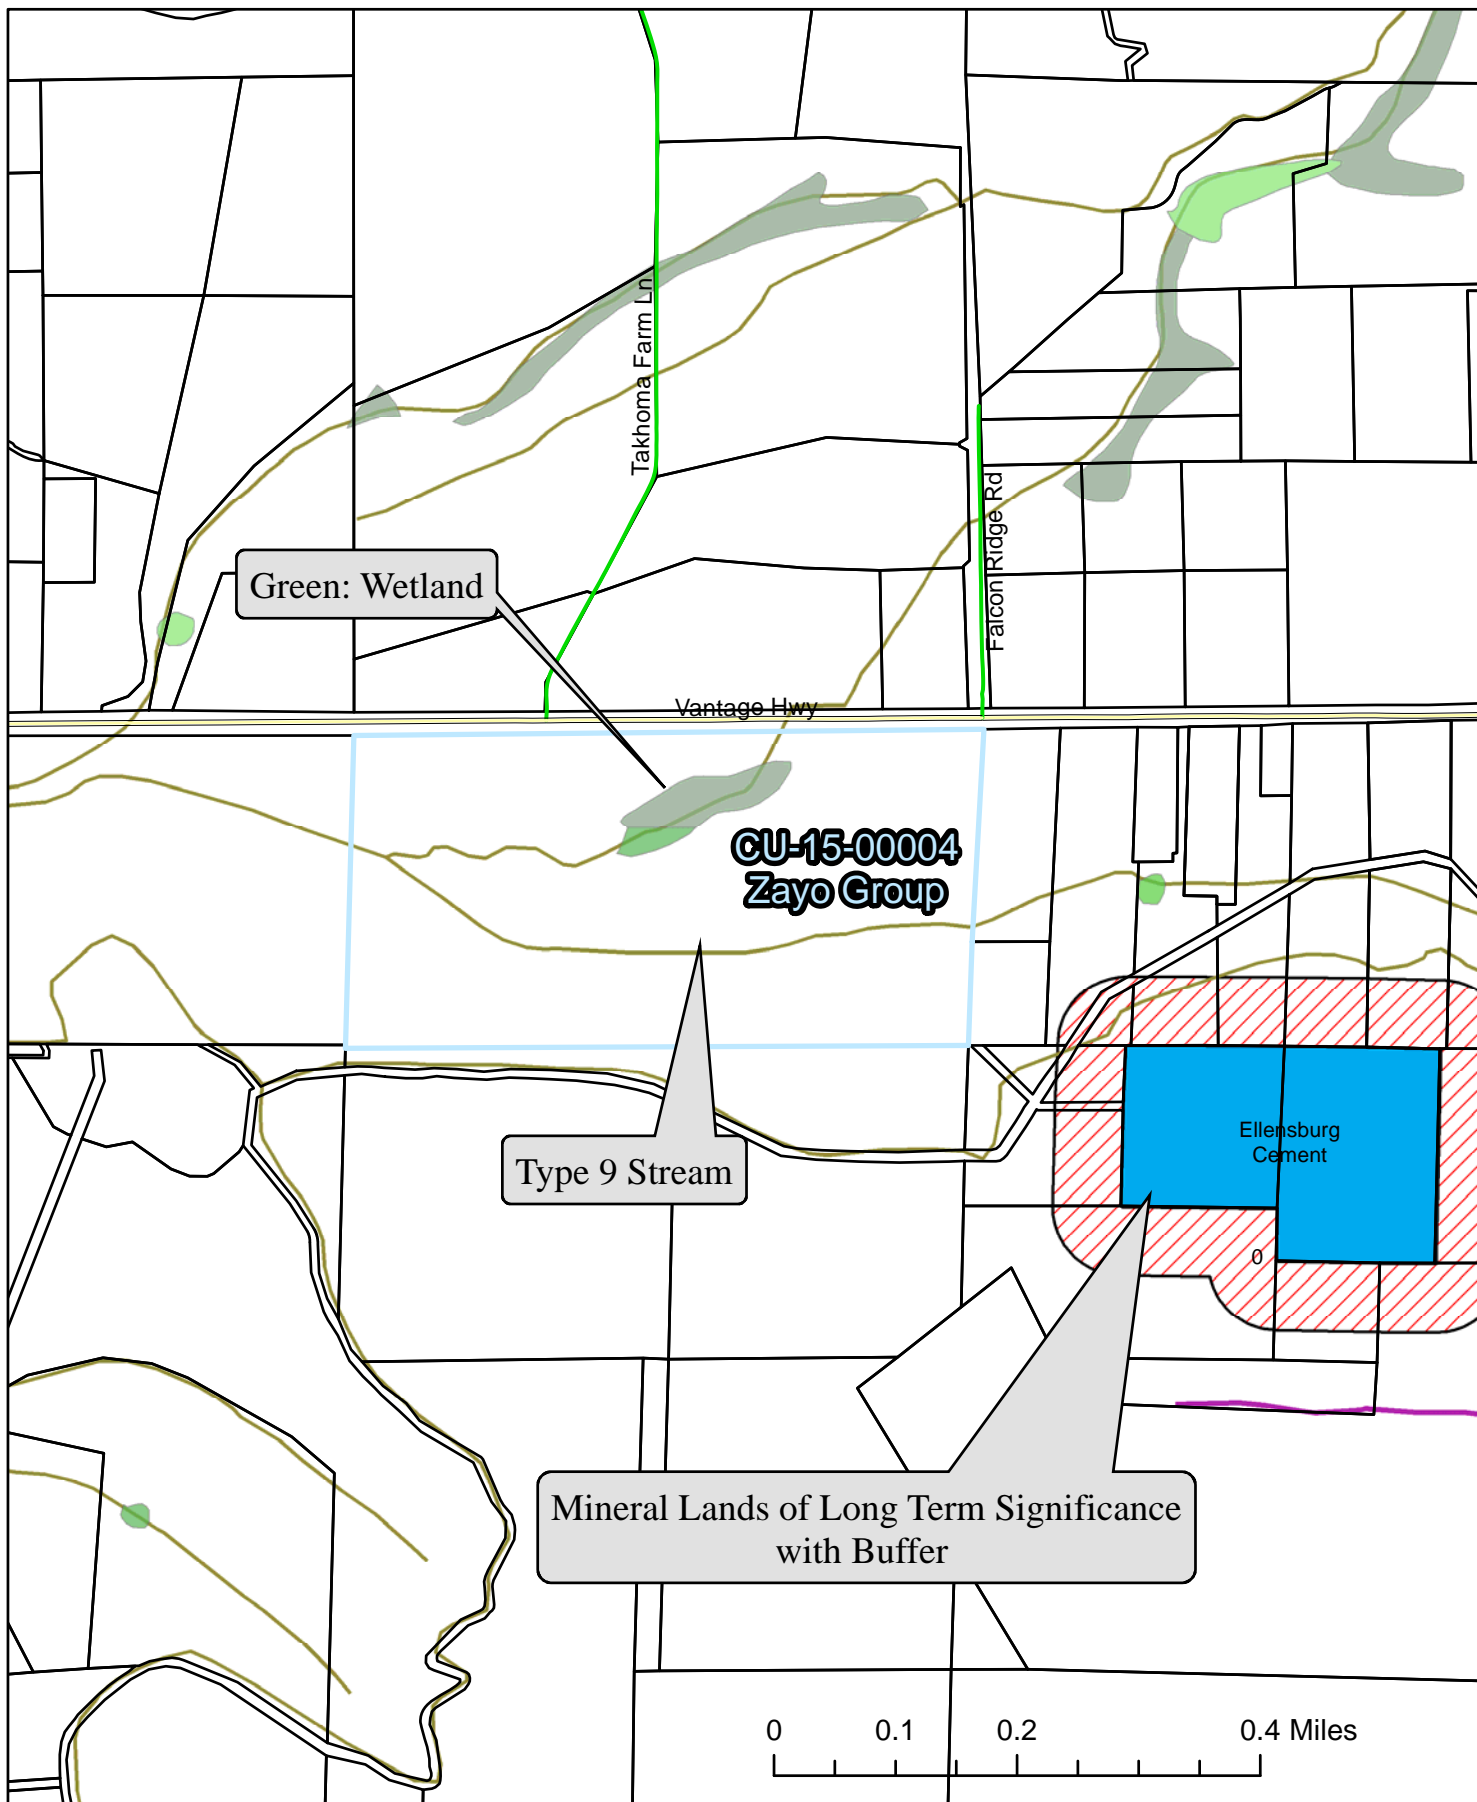 Takhoma Farm Ln
Falcon Ridge Rd
Green: Wetland
Vantage Hwy
CU-15-00004
Zayo Group
Type 9 Stream
Ellensburg
Cement
0
Mineral Lands of Long Term Significance
with Buffer
0 0.1 0.2 0.4 Miles